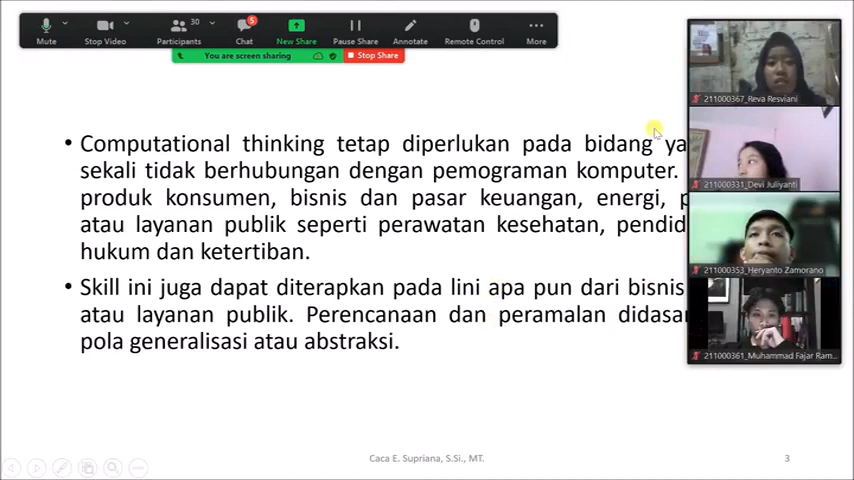 30
5
Mute
Stop Video
Participants
Chat
New Share
Pause Share
Annotate
Remote Control
More
You are screen sharing
Stop Share
211000367_Reva Resviani
211000331_Devi Juliyanti
211000353_Heryanto Zamorano
211000361_Muhammad Fajar Ram...
• Computational thinking tetap diperlukan pada bidang
sekali tidak berhubungan dengan pemograman komputer.
produk konsumen, bisnis dan pasar keuangan, energi,
atau layanan publik seperti perawatan kesehatan,
hukum dan ketertiban.
• Skill ini juga dapat diterapkan pada lini apa pun dari bisnis
atau layanan publik. Perencanaan dan peramalan
pola generalisasi atau abstraksi.
Caca E. Supriana, S.Si., MT.
3